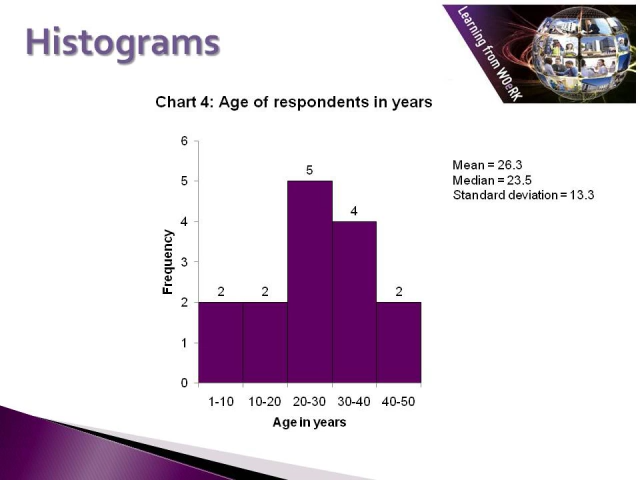 Histograms
Learning from WOeRK
Chart 4: Age of respondents in years
Mean = 26.3
Median = 23.5
Standard deviation = 13.3
6
5
4
3
2
1
0
Frequency
2
2
5
4
2
1-10 10-20 20-30 30-40 40-50
Age in years